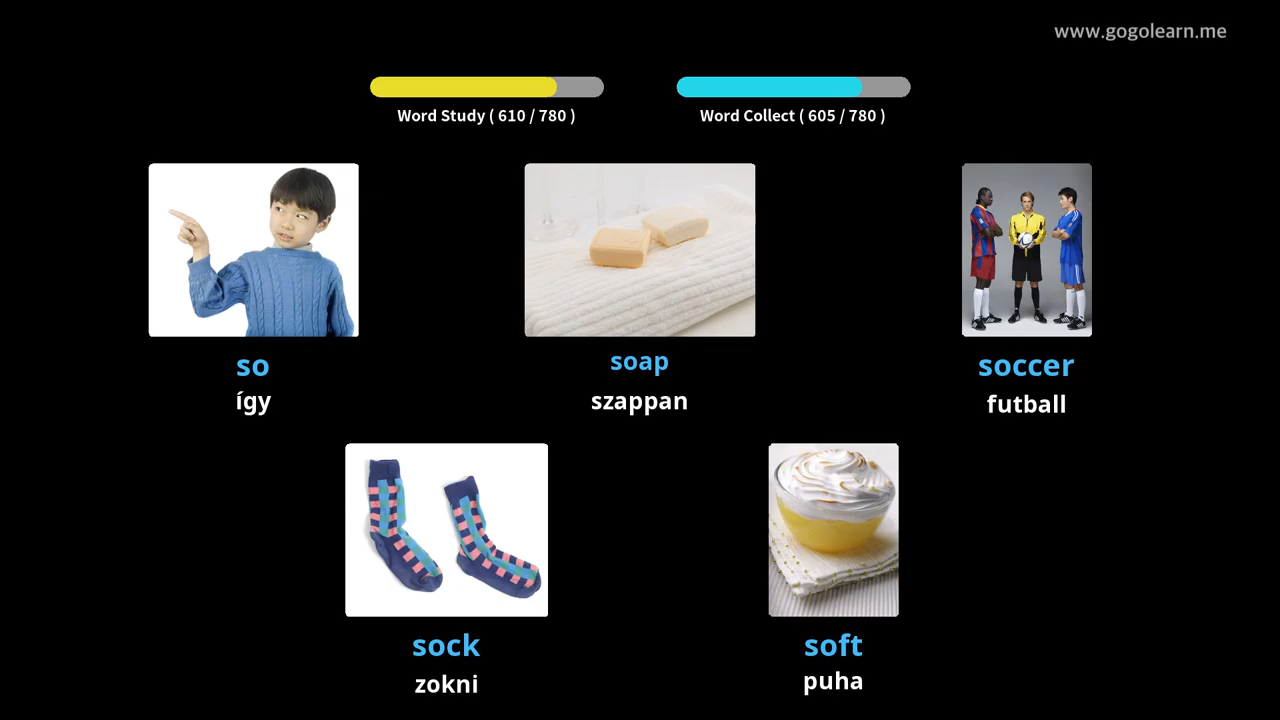 www.gogolearn.me
Word Study ( 610 / 780 )
Word Collect ( 605 / 780 )
so
így
soap
szappan
soccer
futball
sock
zokni
soft
puha